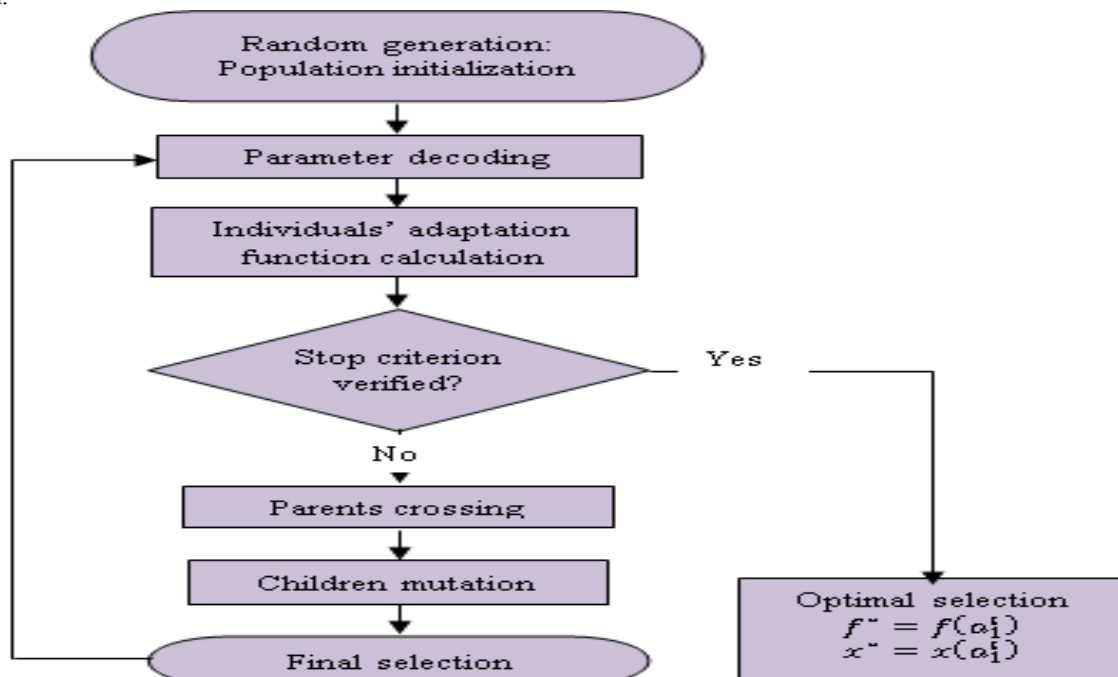 Random generation:
Population initialization
Parameter decoding
Individuals' adaptation
function calculation
Stop criterion
verified?
Yes
No
Parents crossing
Children mutation
Optimal selection
Final selection